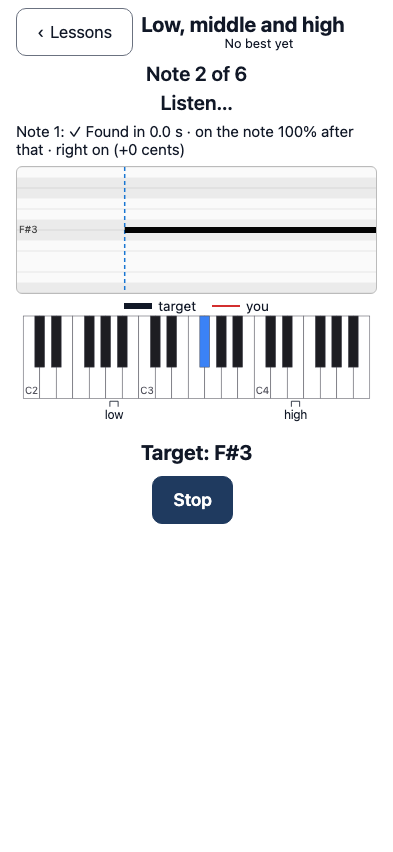 ‹ Lessons
Low, middle and high
No best yet
Note 2 of 6
Listen...
Note 1: ✓ Found in 0.0 s · on the note 100% after
that · right on (+0 cents)
F#3
target
you
C2
C3
C4
low
high
Target: F#3
Stop